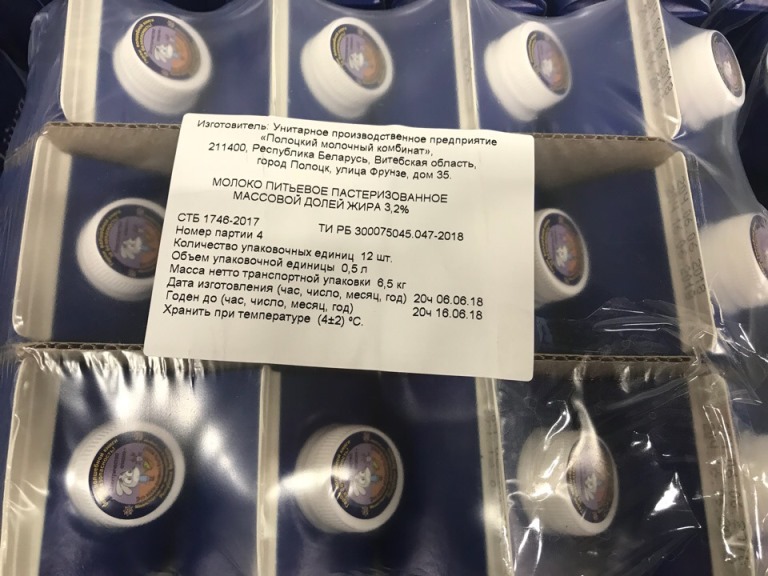 Изготовитель: Унитарное производственное предприятие
«Полоцкий молочный комбинат»,
211400, Республика Беларусь, Витебская область,
город Полоцк, улица Фрунзе, дом 35.
МОЛОКО ПИТЬЕВОЕ ПАСТЕРИЗОВАННОЕ
МАССОВОЙ ДОЛЕЙ ЖИРА 3,2%
СТБ 1746-2017 ТИ РБ 300075045.047-2018
Номер партии 4
Количество упаковочных единиц 12 шт.
Объем упаковочной единицы 0,5 л
Масса нетто транспортной упаковки 6,5 кг
Дата изготовления (час, число, месяц, год) 20ч 06.06.18
Годен до (час, число, месяц, год) 20ч 16.06.18
Хранить при температуре (4±2) ºС.